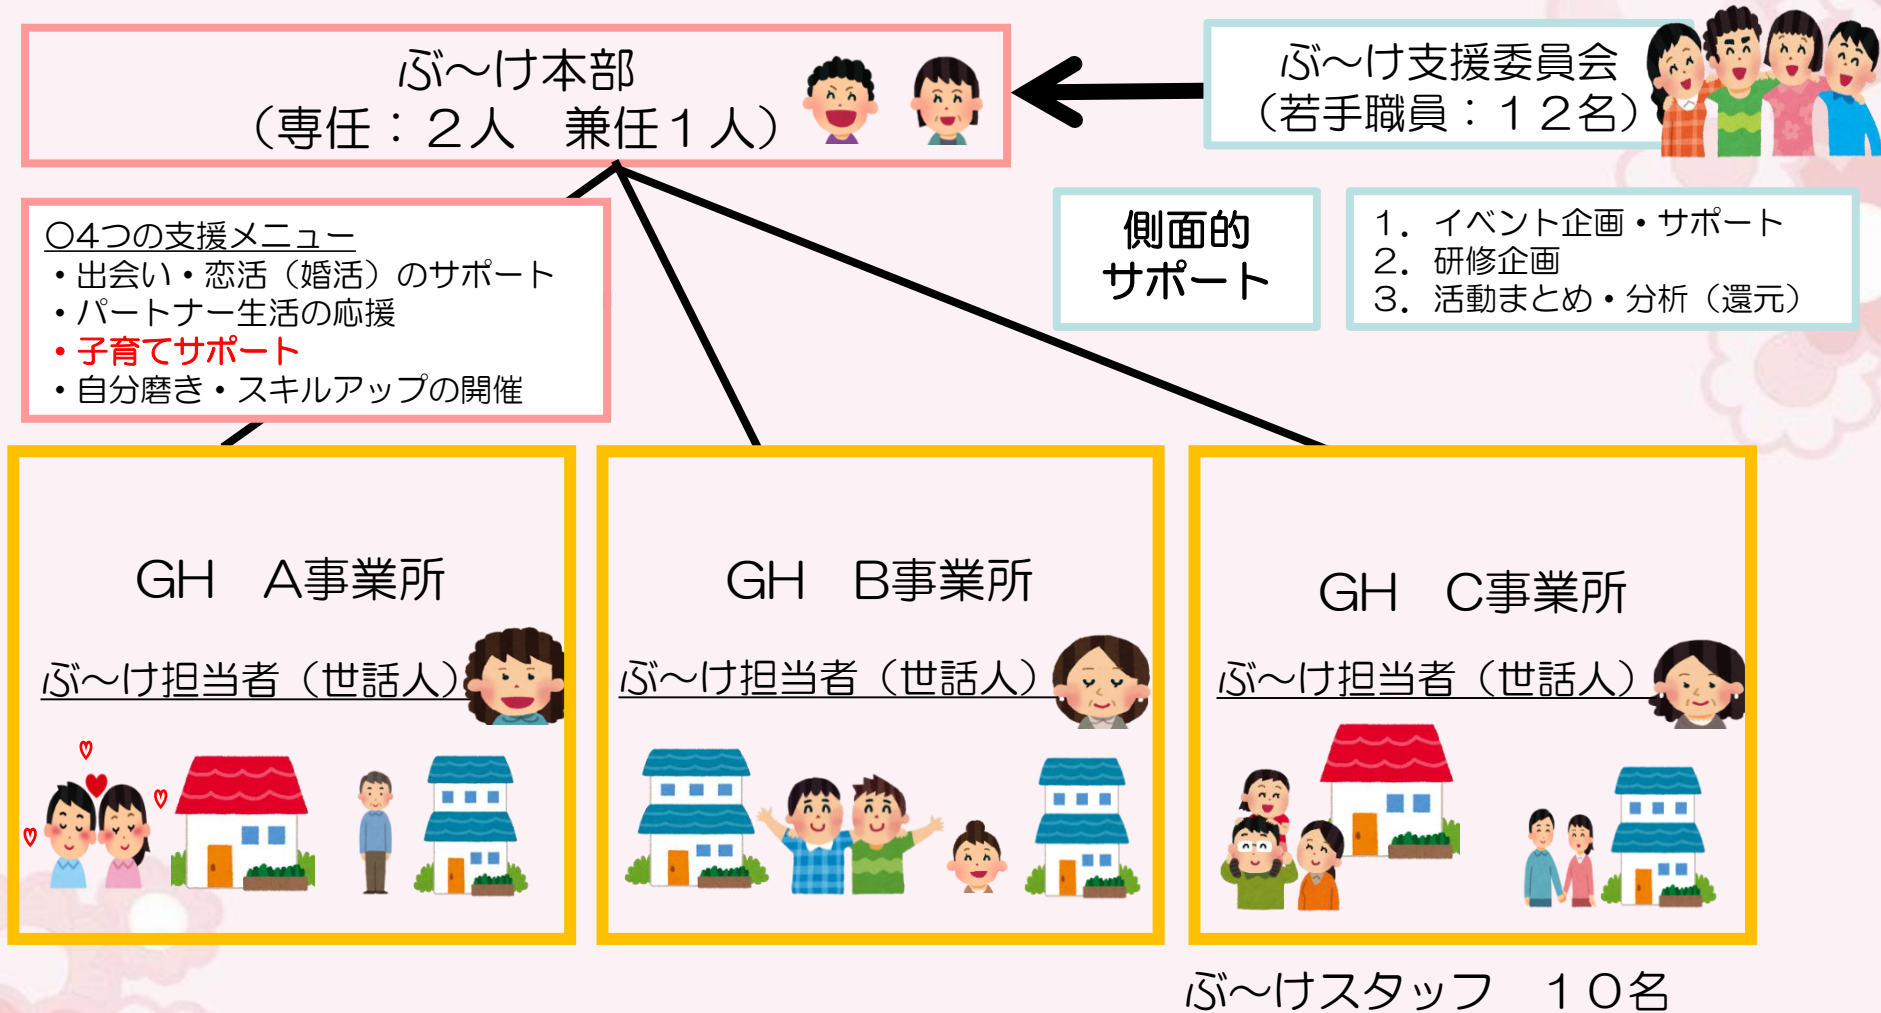 ぶ〜け本部
（専任：２人　兼任１人）
ぶ〜け支援委員会
（若手職員：１２名）
〇4つの支援メニュー
・出会い・恋活（婚活）のサポート
・パートナー生活の応援
・子育てサポート
・自分磨き・スキルアップの開催
側面的
サポート
１．イベント企画・サポート
２．研修企画
３．活動まとめ・分析（還元）
GH　A事業所
ぶ〜け担当者（世話人）
GH　B事業所
ぶ〜け担当者（世話人）
GH　C事業所
ぶ〜け担当者（世話人）
ぶ〜けスタッフ　１０名